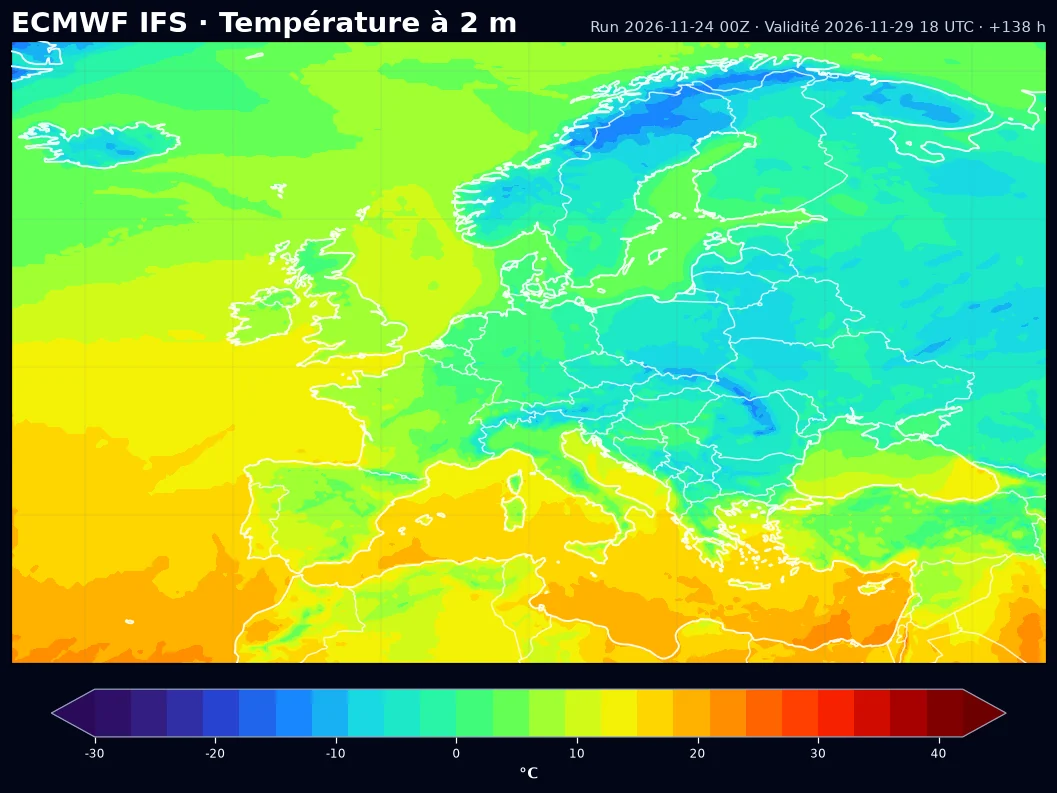 ECMWF IFS · Température à 2 m
Run 2026-11-24 00Z · Validité 2026-11-29 18 UTC · +138 h
-30 -20 -10 0 10 20 30 40
°C